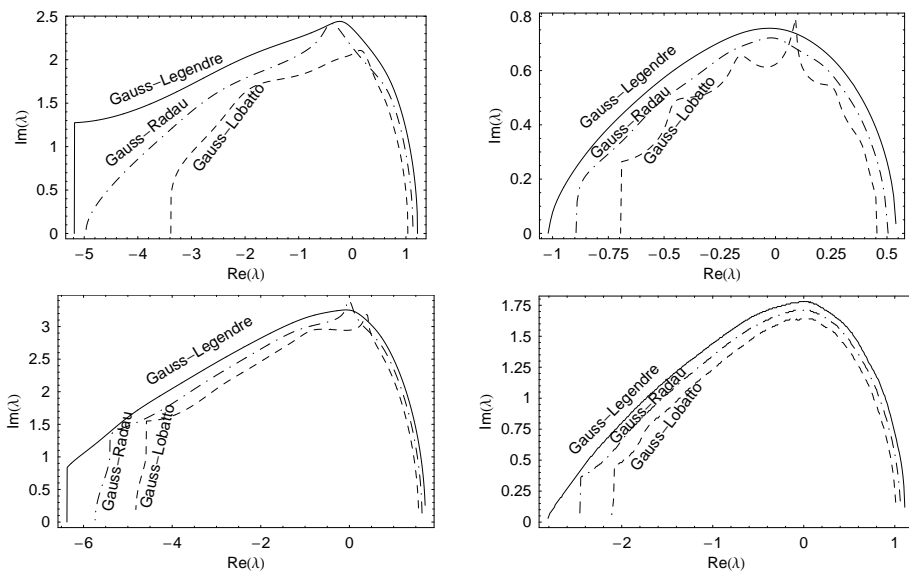 2.5
2
1.5
1
0.5
0
Im(λ)
−5 −4 −3 −2 −1 0 1
Re(λ)
Gauss−Legendre
Gauss−Radau
Gauss−Lobatto
0.8
0.6
0.4
0.2
0
Im(λ)
−1 −0.75 −0.5 −0.25 0 0.25 0.5
Re(λ)
Gauss−Legendre
Gauss−Radau
Gauss−Lobatto
3
2.5
2
1.5
1
0.5
0
Im(λ)
−6 −4 −2 0
Re(λ)
Gauss−Legendre
Gauss−Radau
Gauss−Lobatto
1.75
1.5
1.25
1
0.75
0.5
0.25
0
Im(λ)
−2 −1 0 1
Re(λ)
Gauss−Legendre
Gauss−Radau
Gauss−Lobatto